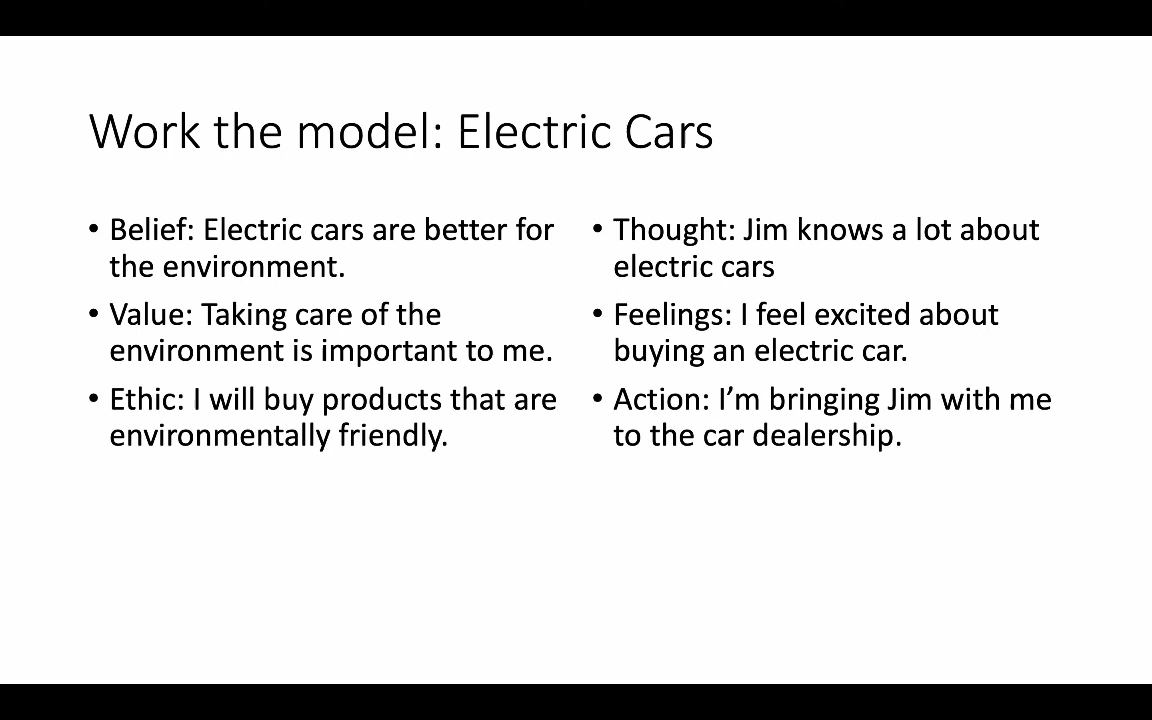 Work the model: Electric Cars
• Belief: Electric cars are better for
the environment.
• Value: Taking care of the
environment is important to me.
• Ethic: I will buy products that are
environmentally friendly.
• Thought: Jim knows a lot about
electric cars
• Feelings: I feel excited about
buying an electric car.
• Action: I’m bringing Jim with me
to the car dealership.